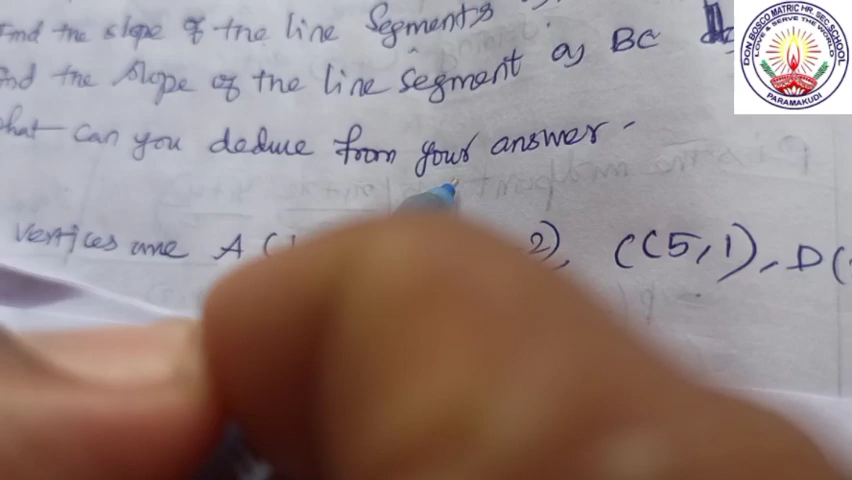 Find the slope of the line segments
Find the slope of the line segment of BC
What can you deduce from your answer.
vertices are A( 2), C(5,1), D(
DON BOSCO MATRIC HR. SEC. SCHOOL
LOVE & SERVE THE WORLD
PARAMAKUDI